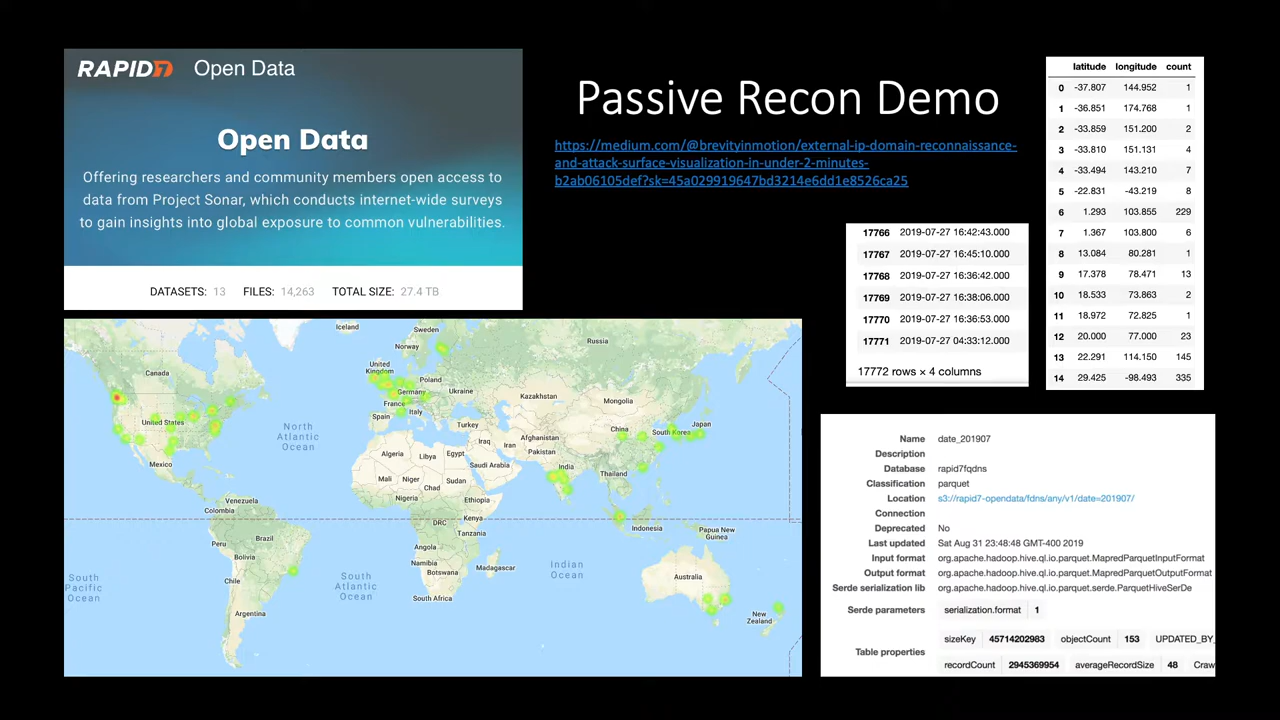 RAPID7 Open Data
Open Data
Offering researchers and community members open access to
data from Project Sonar, which conducts internet-wide surveys
to gain insights into global exposure to common vulnerabilities.
DATASETS: 13 FILES: 14,263 TOTAL SIZE: 27.4 TB
Passive Recon Demo
https://medium.com/@brevityinmotion/external-ip-domain-reconnaissance-
and-attack-surface-visualization-in-under-2-minutes-
b2ab06105def?sk=45a029919647bd3214e6dd1e8526ca25
latitude longitude count
0 -37.807 144.952 1
1 -36.851 174.768 1
2 -33.859 151.200 2
3 -33.810 151.131 4
4 -33.494 143.210 7
5 -22.831 -43.219 8
6 1.293 103.855 229
7 1.367 103.800 6
8 13.084 80.281 1
9 17.378 78.471 13
10 18.533 73.863 2
11 18.972 72.825 1
12 20.000 77.000 23
13 22.291 114.150 145
14 29.425 -98.493 335
17766 2019-07-27 16:42:43.000
17767 2019-07-27 16:45:10.000
17768 2019-07-27 16:36:42.000
17769 2019-07-27 16:38:06.000
17770 2019-07-27 16:36:53.000
17771 2019-07-27 04:33:12.000
17772 rows × 4 columns
Iceland
Sweden
Norway
Russia
Canada
United
Kingdom
Poland
Germany
Ukraine
France
Kazakhstan
Mongolia
Italy
Spain
United States
Turkey
China
South Korea
Japan
North
Atlantic
Ocean
Iraq
Iran
Afghanistan
Pakistan
Algeria
Libya
Egypt
Saudi Arabia
Mexico
India
Thailand
Mali
Niger
Chad
Sudan
Nigeria
Ethiopia
Venezuela
Colombia
DRC
Kenya
Indonesia
Tanzania
Papua New
Guinea
Peru
Brazil
Angola
Bolivia
Namibia
Madagascar
Botswana
Indian
Ocean
South
Pacific
Ocean
South
Atlantic
Ocean
Australia
Chile
South Africa
Argentina
New
Zealand
Name date_201907
Description
Database rapid7fqdns
Classification parquet
Location s3://rapid7-opendata/fdns/any/v1/date=201907/
Connection
Deprecated No
Last updated Sat Aug 31 23:48:48 GMT-400 2019
Input format org.apache.hadoop.hive.ql.io.parquet.MapredParquetInputFormat
Output format org.apache.hadoop.hive.ql.io.parquet.MapredParquetOutputFormat
Serde serialization lib org.apache.hadoop.hive.ql.io.parquet.serde.ParquetHiveSerDe
Serde parameters serialization.format 1
Table properties
sizeKey 45714202983 objectCount 153 UPDATED_BY_
recordCount 2945369954 averageRecordSize 48 Craw